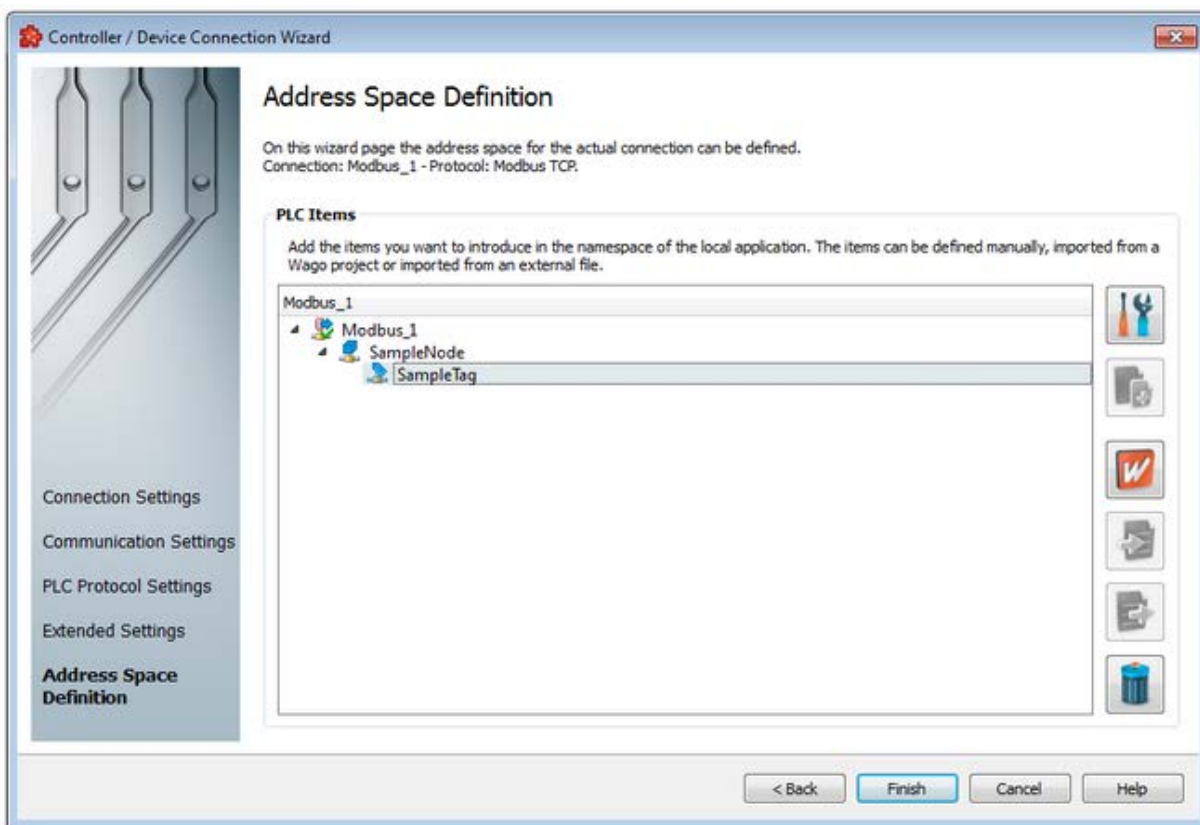 Controller / Device Connection Wizard
Address Space Definition
On this wizard page the address space for the actual connection can be defined.
Connection: Modbus_1 - Protocol: Modbus TCP.
PLC Items
Add the items you want to introduce in the namespace of the local application. The items can be defined manually, imported from a
Wago project or imported from an external file.
Modbus_1
Modbus_1
SampleNode
SampleTag
W
Connection Settings
Communication Settings
PLC Protocol Settings
Extended Settings
Address Space
Definition
< Back
Finish
Cancel
Help